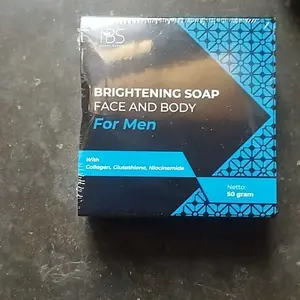 BRIGHTENING SOAP
FACE AND BODY
For Men
With
Collagen, Glutathione, Niacinamide
Netto:
50 gram